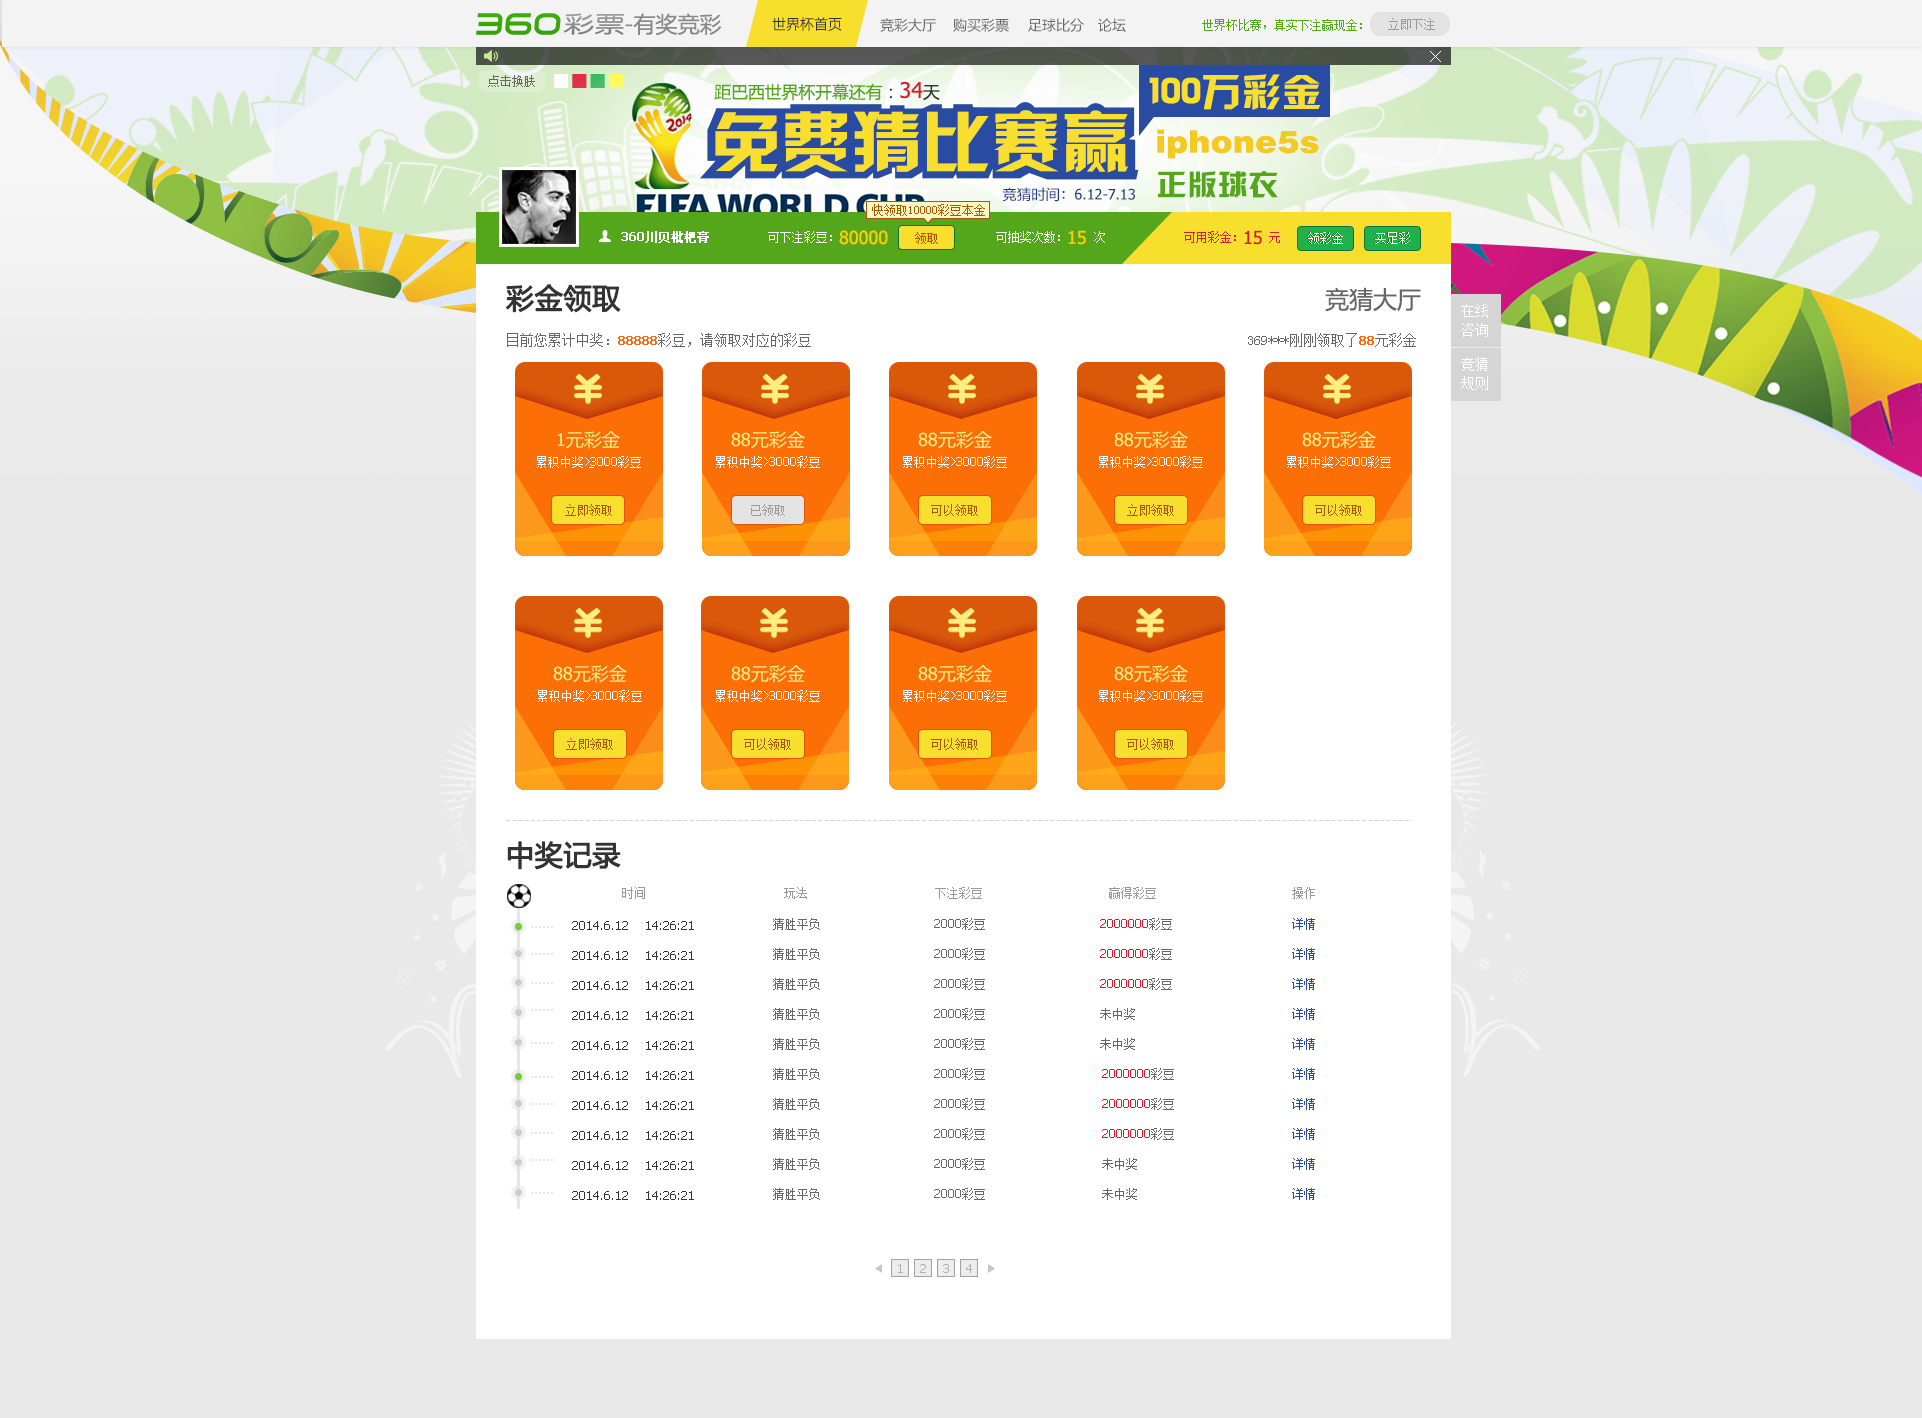 360彩票-有奖竞彩 世界杯首页 竞彩大厅 购买彩票 足球比分 论坛 世界杯比赛，真实下注赢现金： 立即下注
点击换肤
距巴西世界杯开幕还有：34天
免费猜比赛赢
100万彩金
iphone5s
正版球衣
竞猜时间：6.12-7.13
2014
FIFA WORLD CUP
快领取10000彩豆本金
360川贝枇杷膏 可下注彩豆：80000 领取 可抽奖次数：15 次 可用彩金：15 元 领彩金 买足彩
彩金领取 竞猜大厅
在线
咨询
竞猜
规则
目前您累计中奖：88888彩豆，请领取对应的彩豆 369***刚刚领取了88元彩金
¥ ¥ ¥ ¥ ¥
1元彩金 88元彩金 88元彩金 88元彩金 88元彩金
累积中奖>3000彩豆 累积中奖>3000彩豆 累积中奖>3000彩豆 累积中奖>3000彩豆 累积中奖>3000彩豆
立即领取 已领取 可以领取 立即领取 可以领取
¥ ¥ ¥ ¥
88元彩金 88元彩金 88元彩金 88元彩金
累积中奖>3000彩豆 累积中奖>3000彩豆 累积中奖>3000彩豆 累积中奖>3000彩豆
立即领取 可以领取 可以领取 可以领取
中奖记录
时间 玩法 下注彩豆 赢得彩豆 操作
2014.6.12 14:26:21 猜胜平负 2000彩豆 2000000彩豆 详情
2014.6.12 14:26:21 猜胜平负 2000彩豆 2000000彩豆 详情
2014.6.12 14:26:21 猜胜平负 2000彩豆 2000000彩豆 详情
2014.6.12 14:26:21 猜胜平负 2000彩豆 未中奖 详情
2014.6.12 14:26:21 猜胜平负 2000彩豆 未中奖 详情
2014.6.12 14:26:21 猜胜平负 2000彩豆 2000000彩豆 详情
2014.6.12 14:26:21 猜胜平负 2000彩豆 2000000彩豆 详情
2014.6.12 14:26:21 猜胜平负 2000彩豆 2000000彩豆 详情
2014.6.12 14:26:21 猜胜平负 2000彩豆 未中奖 详情
2014.6.12 14:26:21 猜胜平负 2000彩豆 未中奖 详情
1 2 3 4